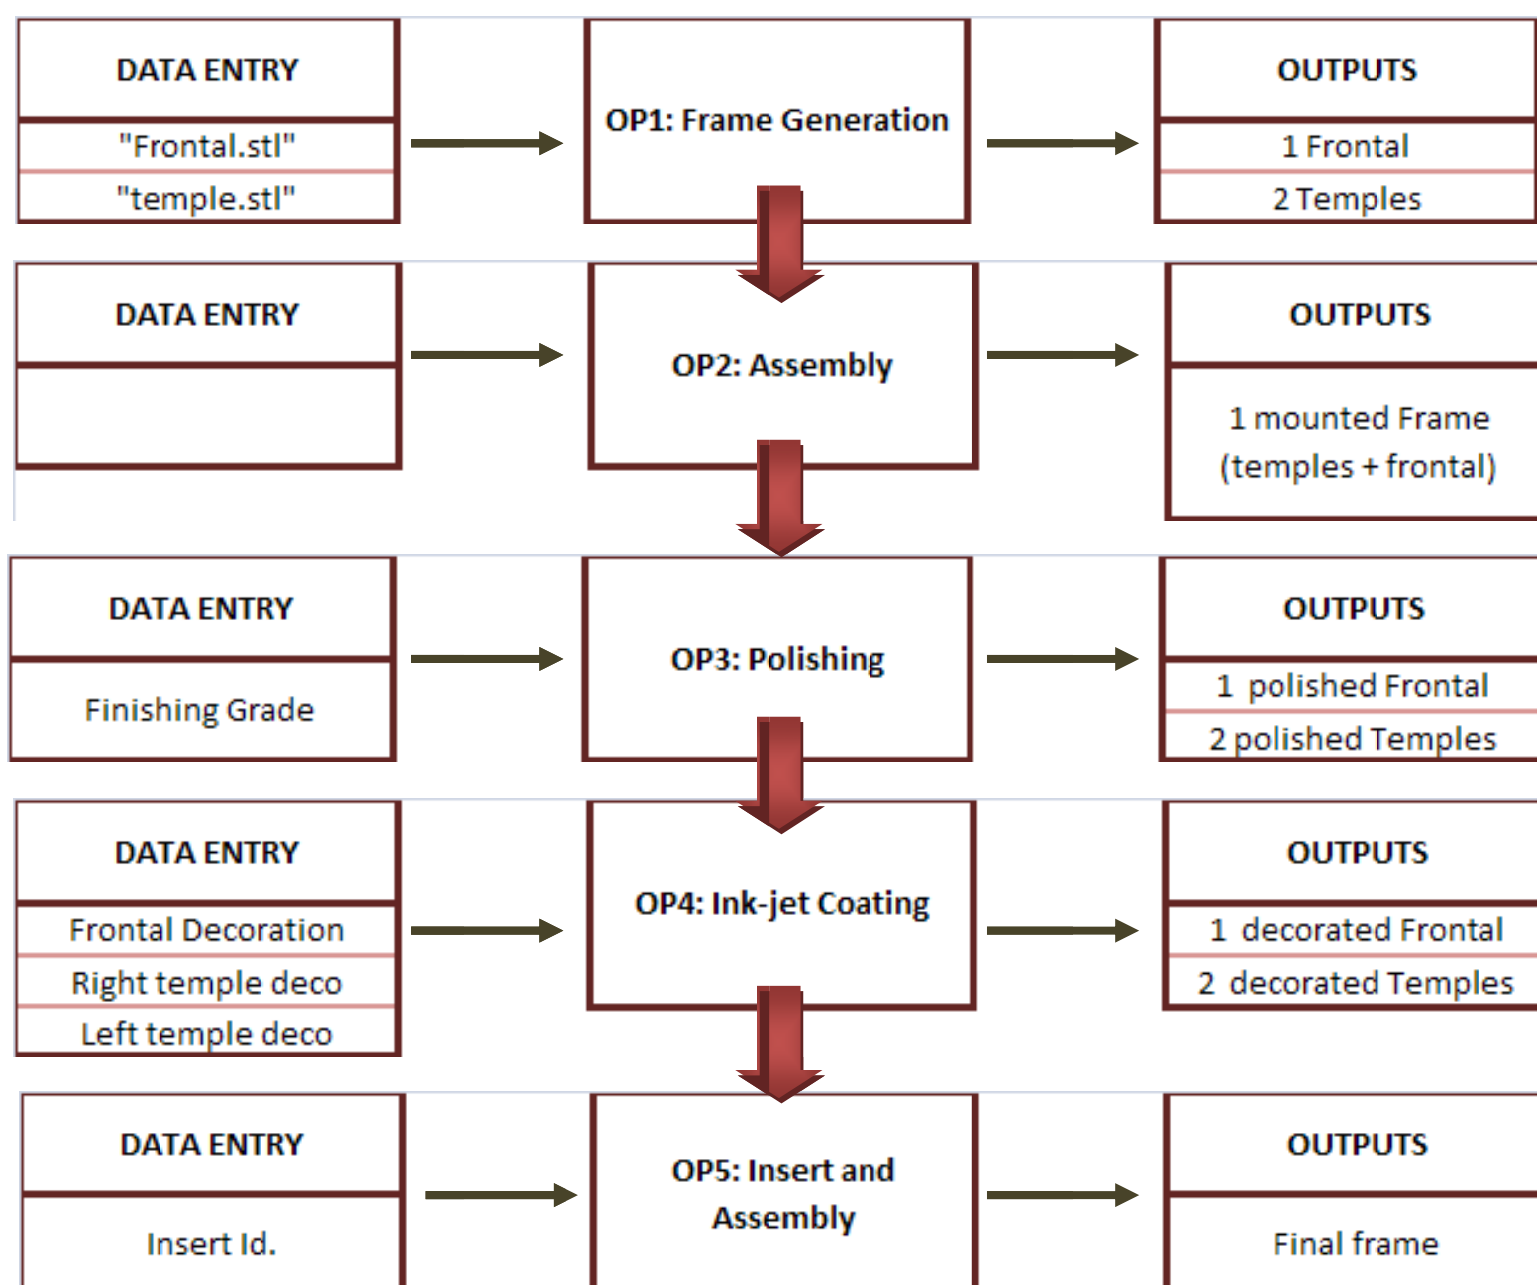 DATA ENTRY
"Frontal.stl"
"temple.stl"
OP1: Frame Generation
OUTPUTS
1 Frontal
2 Temples
DATA ENTRY
OP2: Assembly
OUTPUTS
1 mounted Frame
(temples + frontal)
DATA ENTRY
Finishing Grade
OP3: Polishing
OUTPUTS
1 polished Frontal
2 polished Temples
DATA ENTRY
Frontal Decoration
Right temple deco
Left temple deco
OP4: Ink-jet Coating
OUTPUTS
1 decorated Frontal
2 decorated Temples
DATA ENTRY
Insert Id.
OP5: Insert and
Assembly
OUTPUTS
Final frame